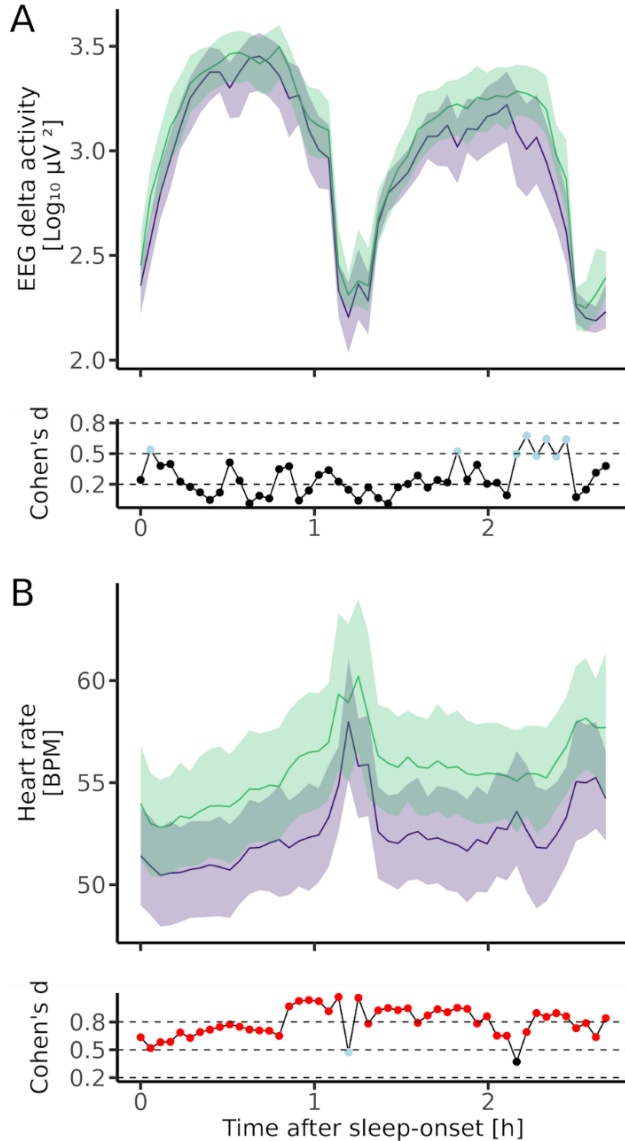 A
EEG delta activity
[Log₁₀ µV ²]
3.5
3.0
2.5
2.0
Cohen's d
0.8
0.5
0.2
0
1
2
B
Heart rate
[BPM]
60
55
50
Cohen's d
0.8
0.5
0.2
0
1
2
Time after sleep-onset [h]